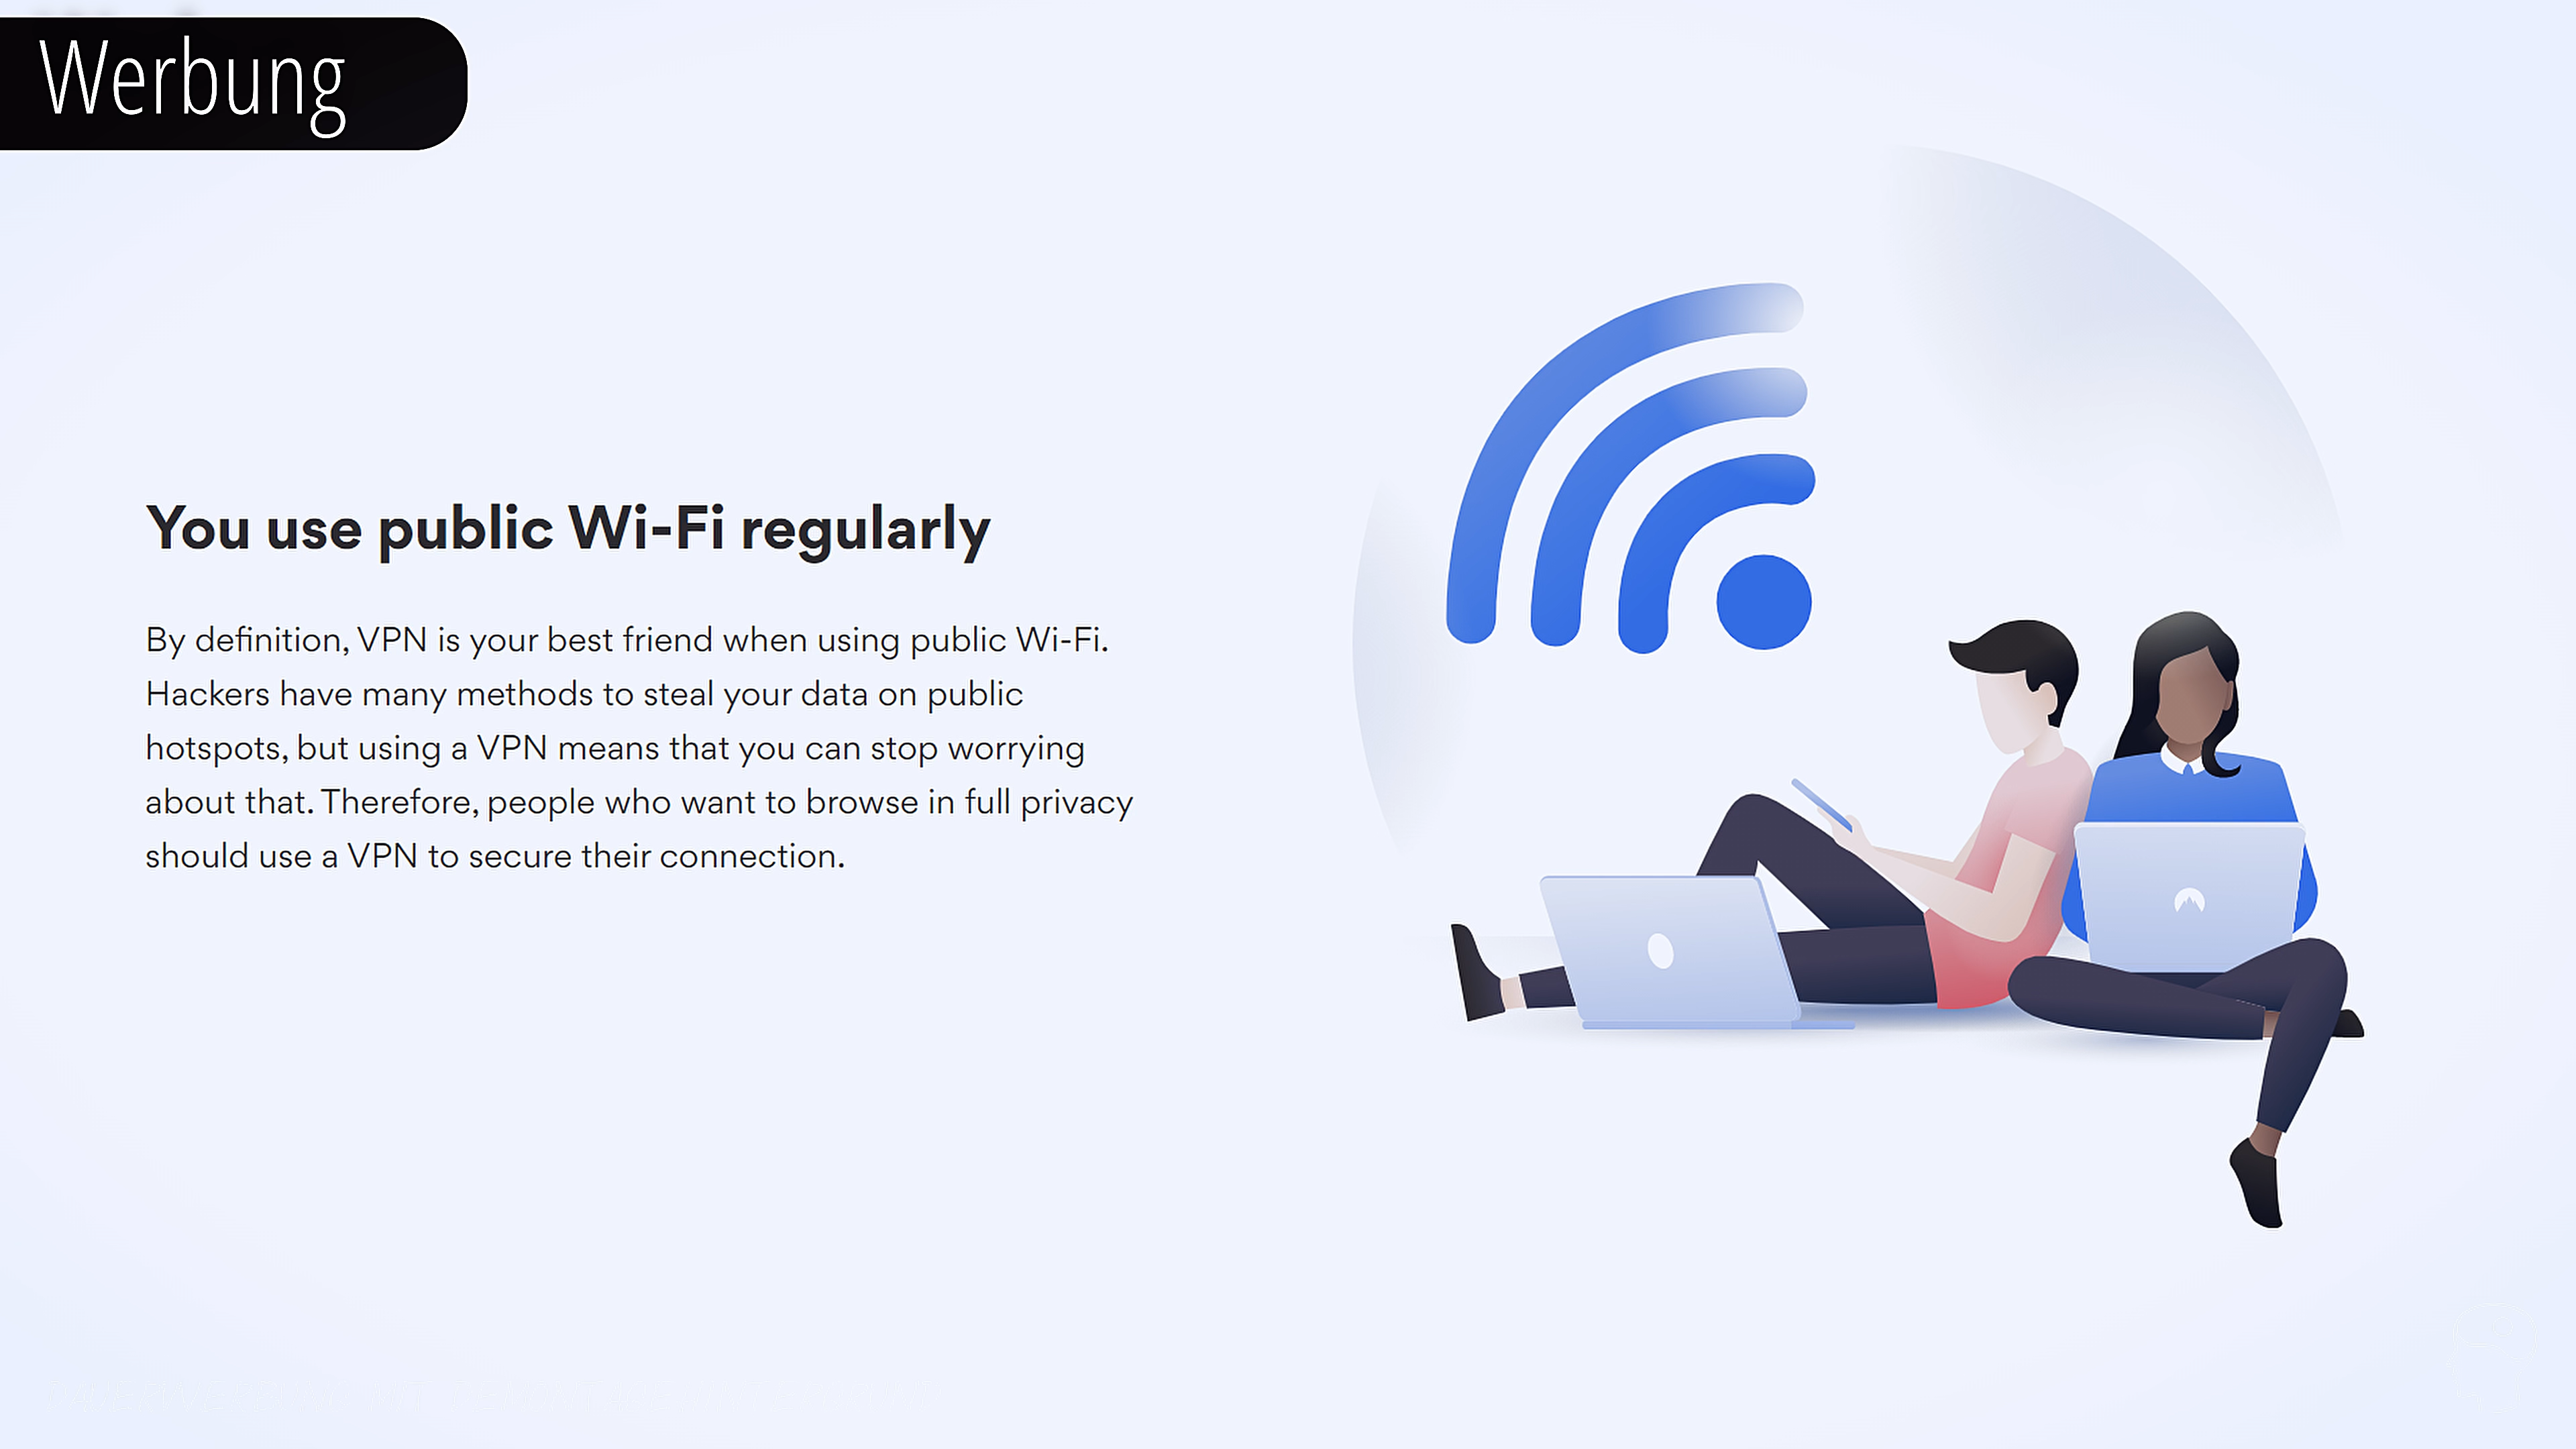 Werbung
You use public Wi-Fi regularly
By definition, VPN is your best friend when using public Wi-Fi.
Hackers have many methods to steal your data on public
hotspots, but using a VPN means that you can stop worrying
about that. Therefore, people who want to browse in full privacy
should use a VPN to secure their connection.